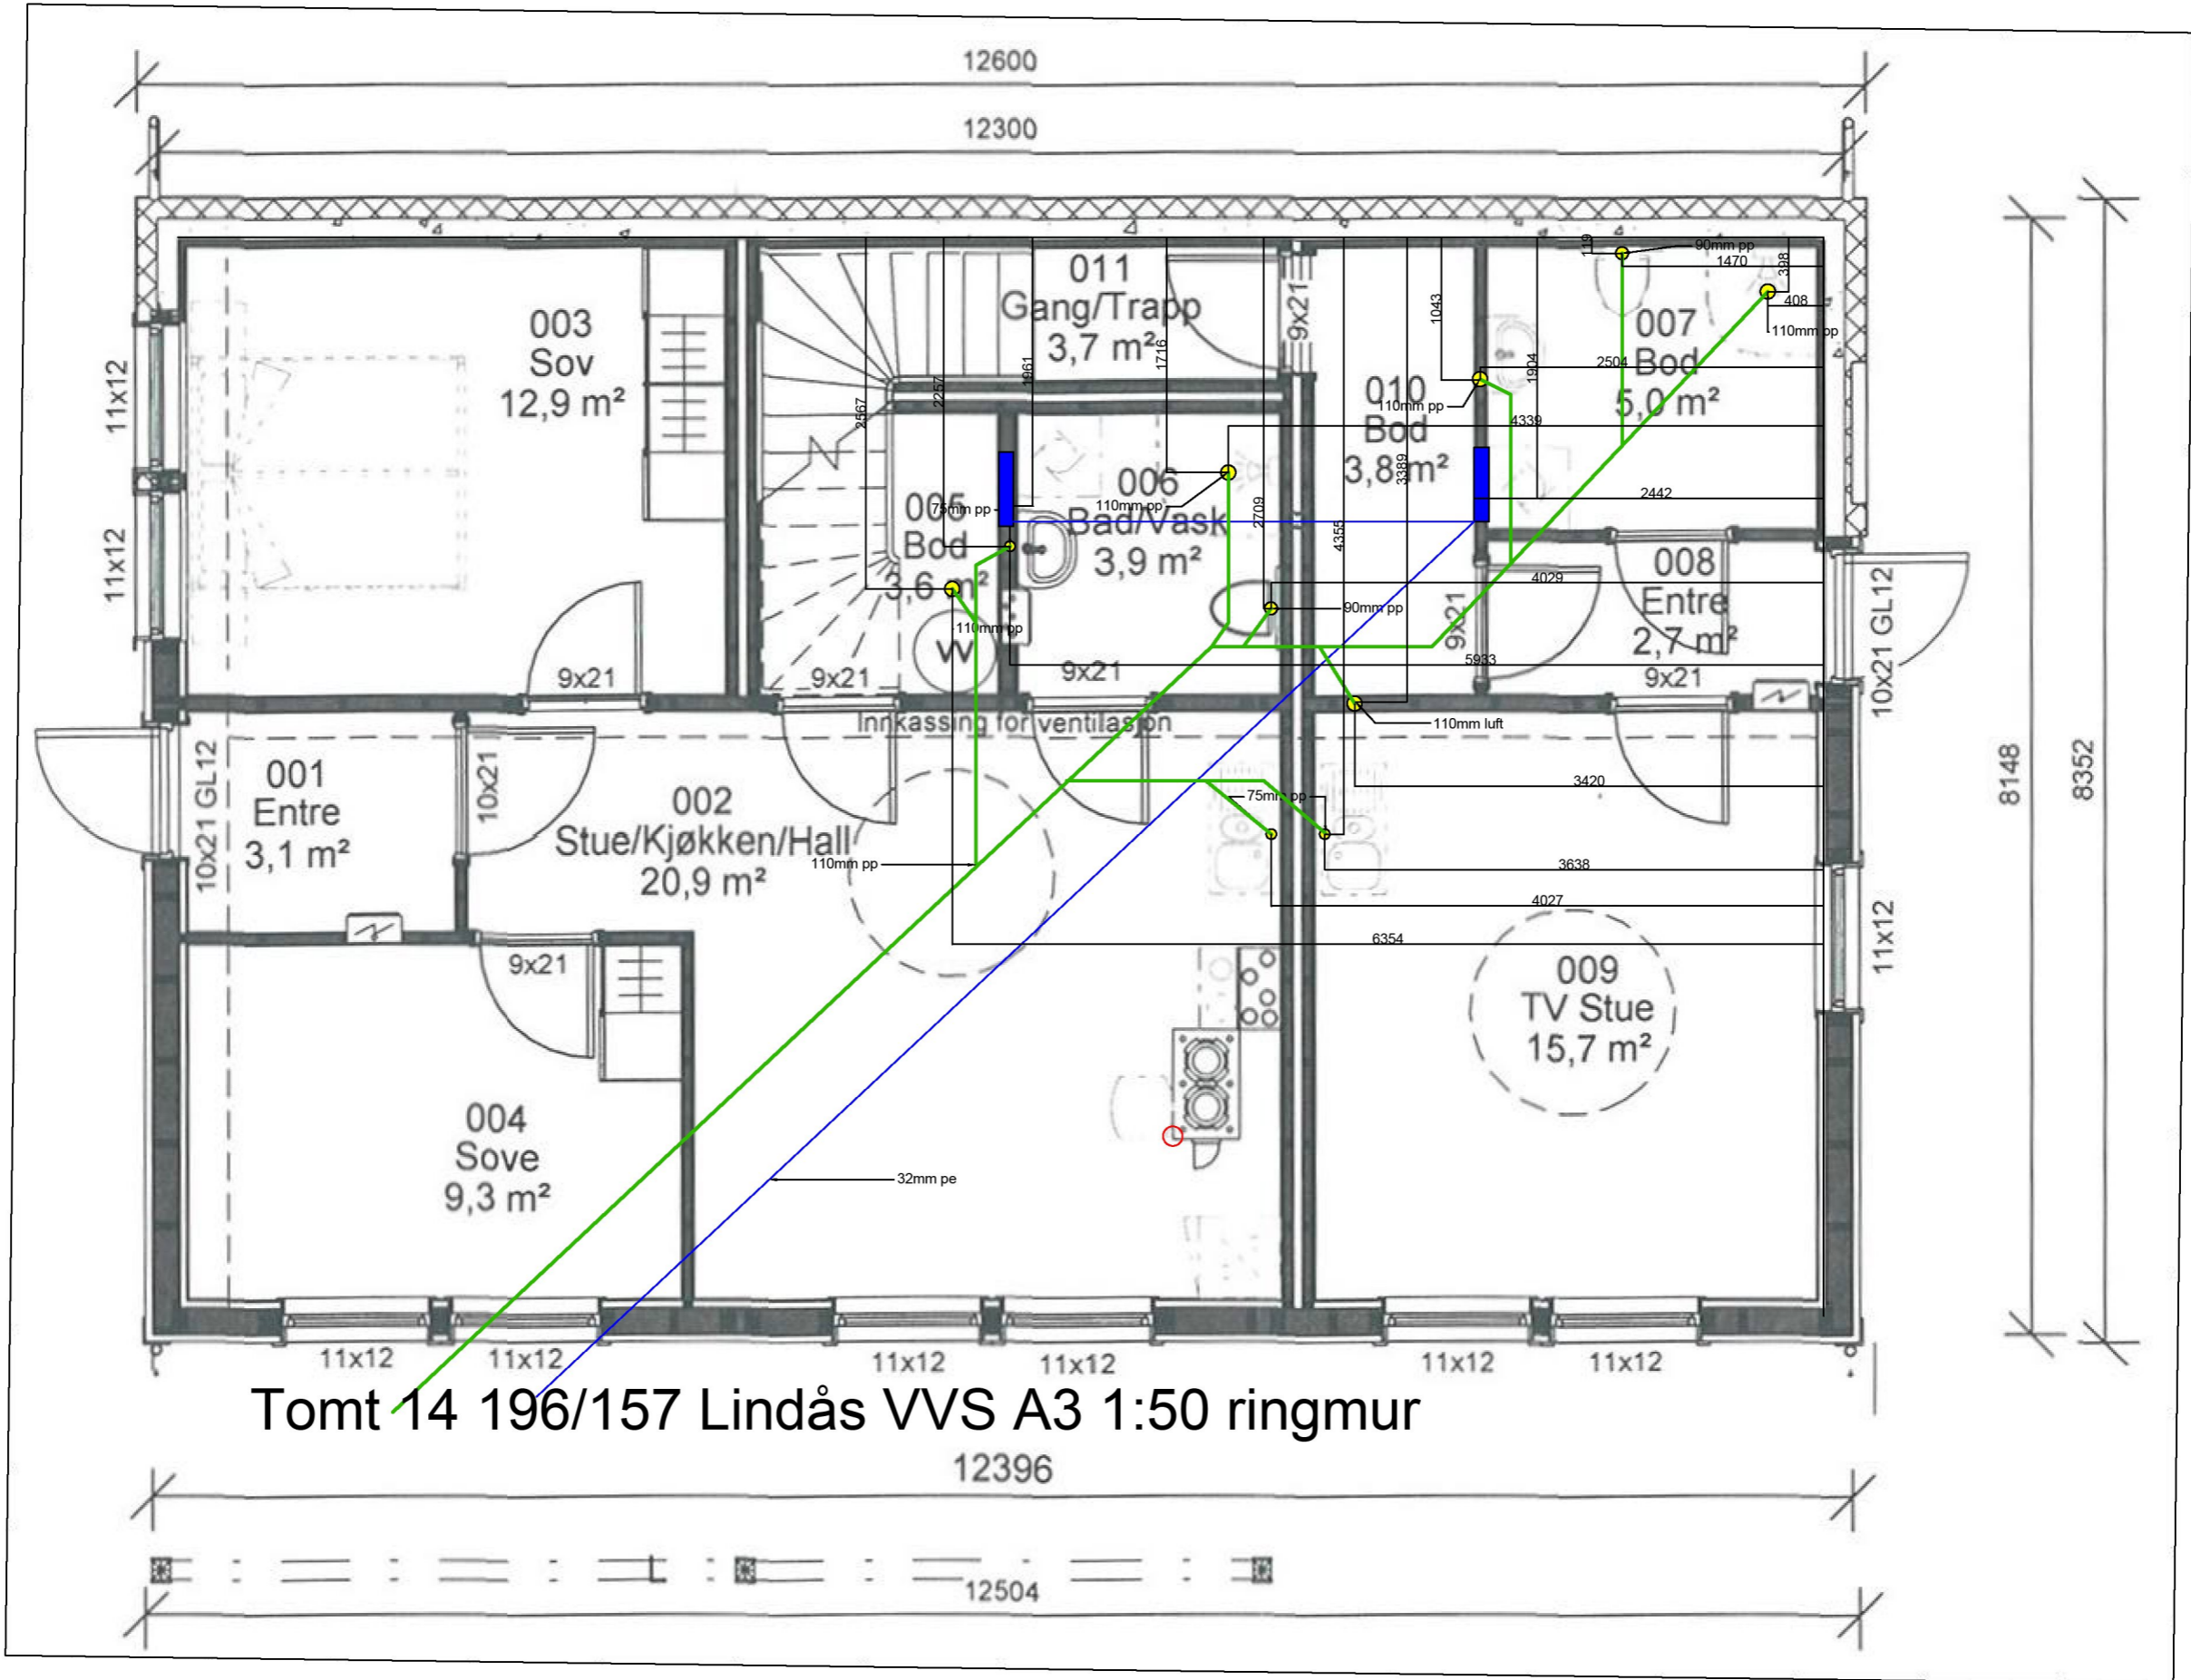 12600
12300
119
90mm pp
1470
398
408
110mm pp
011
Gang/Trapp
3,7 m²
9x21
1043
003
Sov
12,9 m²
007
Bod
5,0 m²
2504
1904
1961
1716
2257
2567
11x12
010
Bod
3,8 m²
110mm pp
4339
3389
2442
006
Bad/Vask
3,9 m²
110mm pp
2709
4355
005
Bod
3,6 m²
75mm pp
11x12
008
Entre
2,7 m²
4029
90mm pp
110mm pp
W
9x21
5933
10x21 GL12
9x21
9x21
9x21
9x21
Innkassing for ventilasjon
110mm luft
001
Entre
3,1 m²
10x21 GL12
10x21
002
Stue/Kjøkken/Hall
20,9 m²
110mm pp
75mm pp
3420
3638
4027
6354
8148
8352
11x12
9x21
009
TV Stue
15,7 m²
004
Sove
9,3 m²
32mm pe
11x12
11x12
11x12
11x12
11x12
11x12
Tomt 14 196/157 Lindås VVS A3 1:50 ringmur
12396
12504